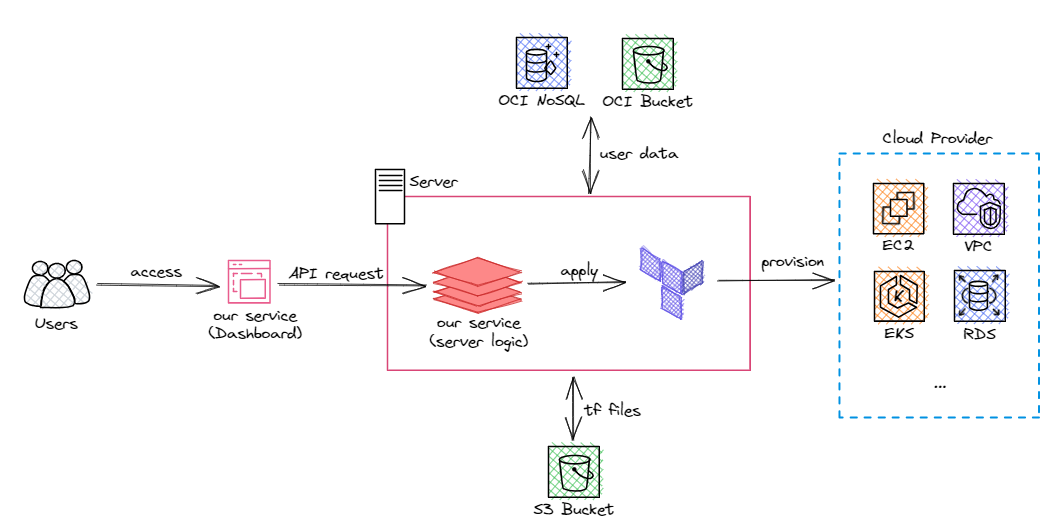 OCI NoSQL
OCI Bucket
Cloud Provider
user data
Server
EC2
VPC
access
API request
apply
provision
Users
our service
(Dashboard)
our service
(server logic)
EKS
RDS
...
tf files
S3 Bucket